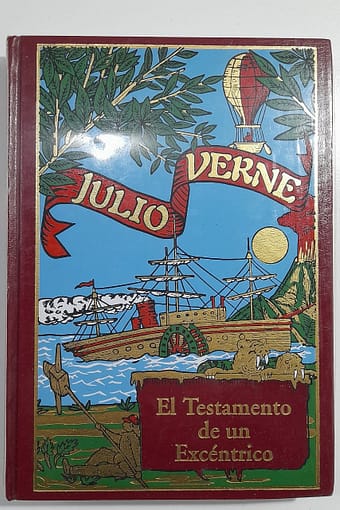 JULIO VERNE
El Testamento
de un
Excéntrico